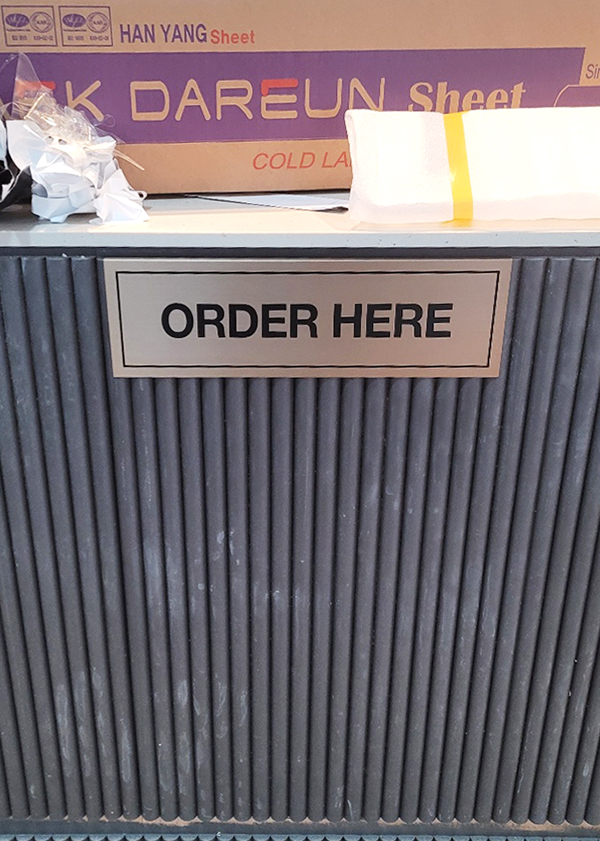 HAN YANG Sheet
K DAREUN Sheet
COLD LA
ORDER HERE